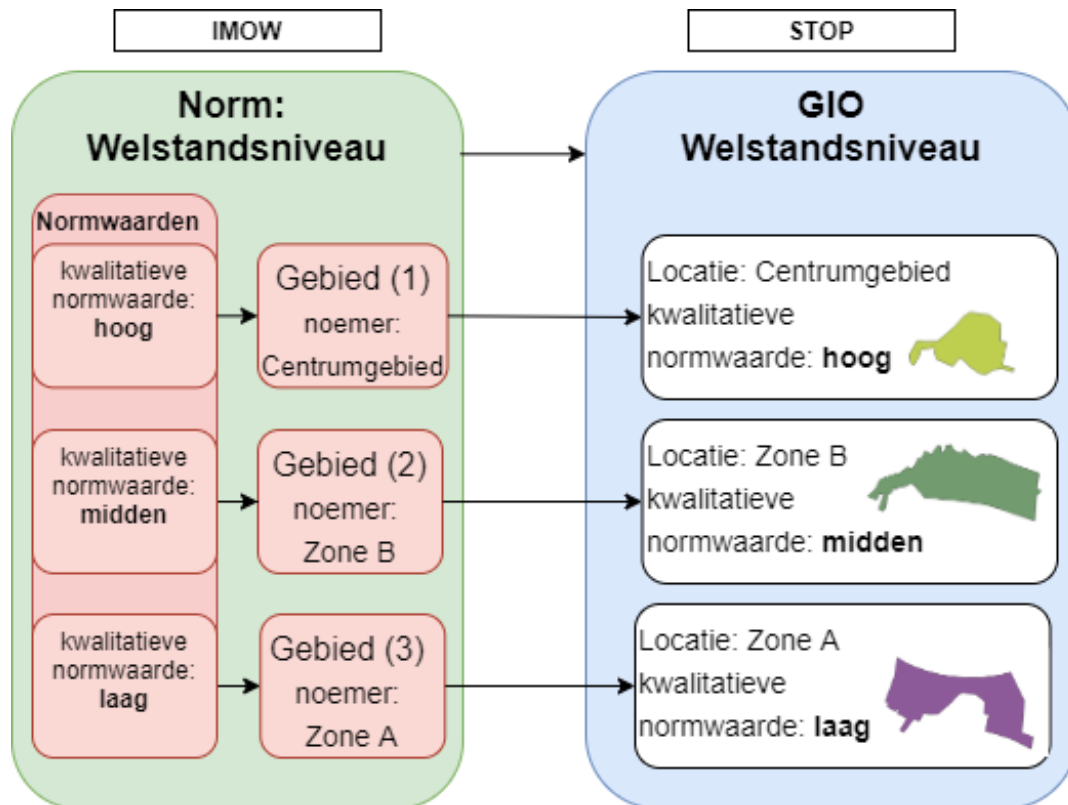 IMOW
STOP
Norm:
Welstandsniveau
GIO
Welstandsniveau
Normwaarden
kwalitatieve
normwaarde:
hoog
Gebied (1)
noemer:
Centrumgebied
Locatie: Centrumgebied
kwalitatieve
normwaarde: hoog
kwalitatieve
normwaarde:
midden
Gebied (2)
noemer:
Zone B
Locatie: Zone B
kwalitatieve
normwaarde: midden
kwalitatieve
normwaarde:
laag
Gebied (3)
noemer:
Zone A
Locatie: Zone A
kwalitatieve
normwaarde: laag